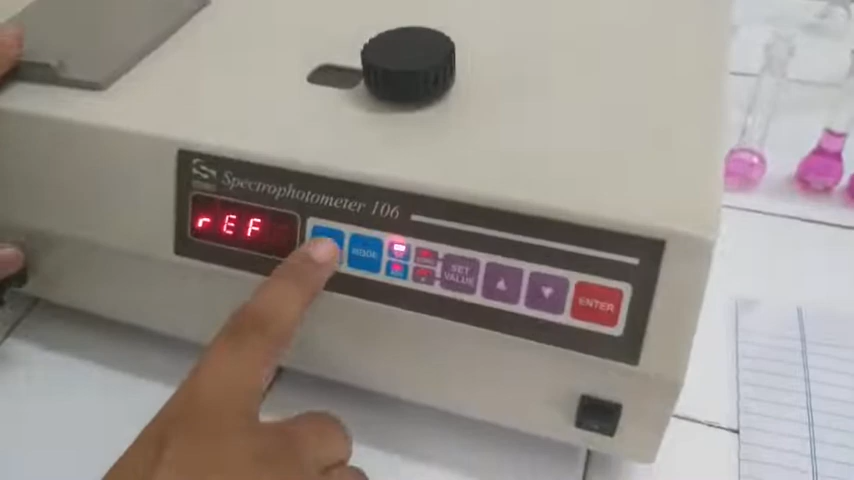 Spectrophotometer 106
rEF
MODE
SET
VALUE
ENTER